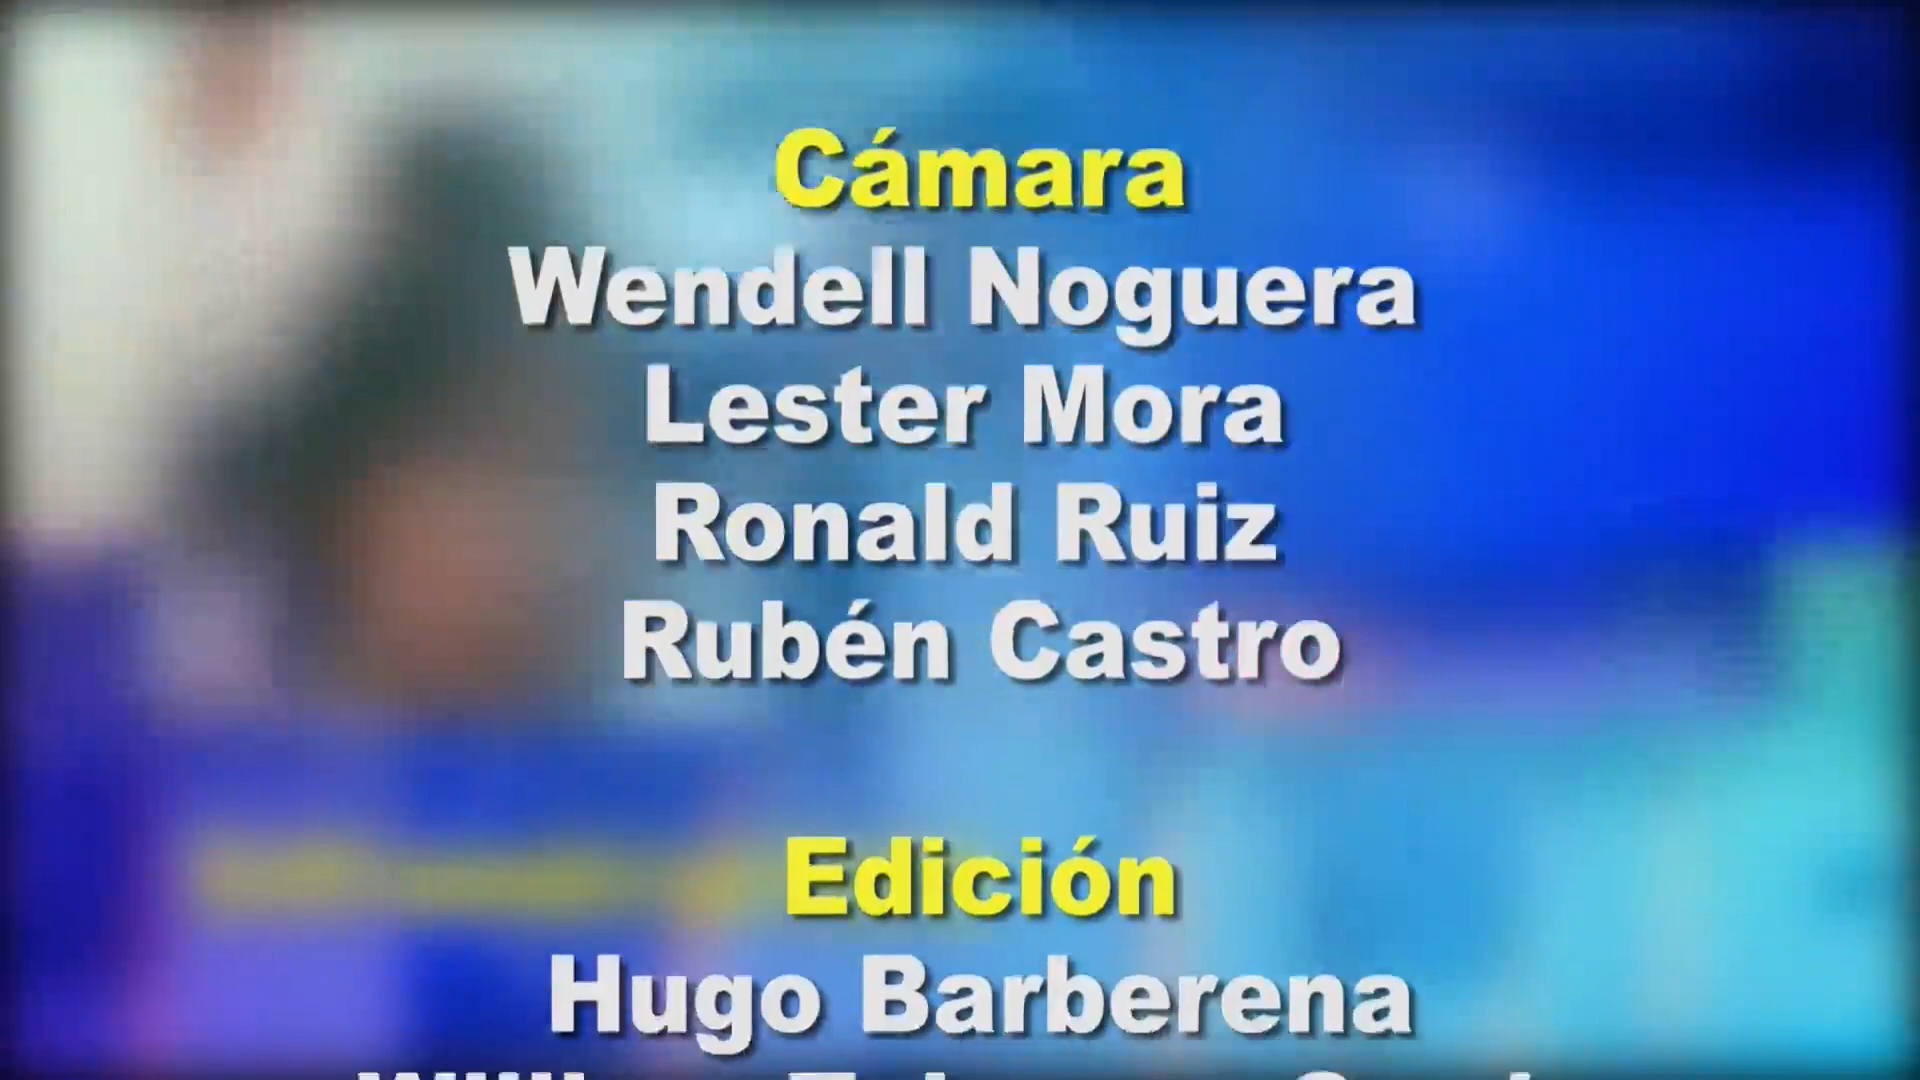 Cámara
Wendell Noguera
Lester Mora
Ronald Ruiz
Rubén Castro
Edición
Hugo Barberena